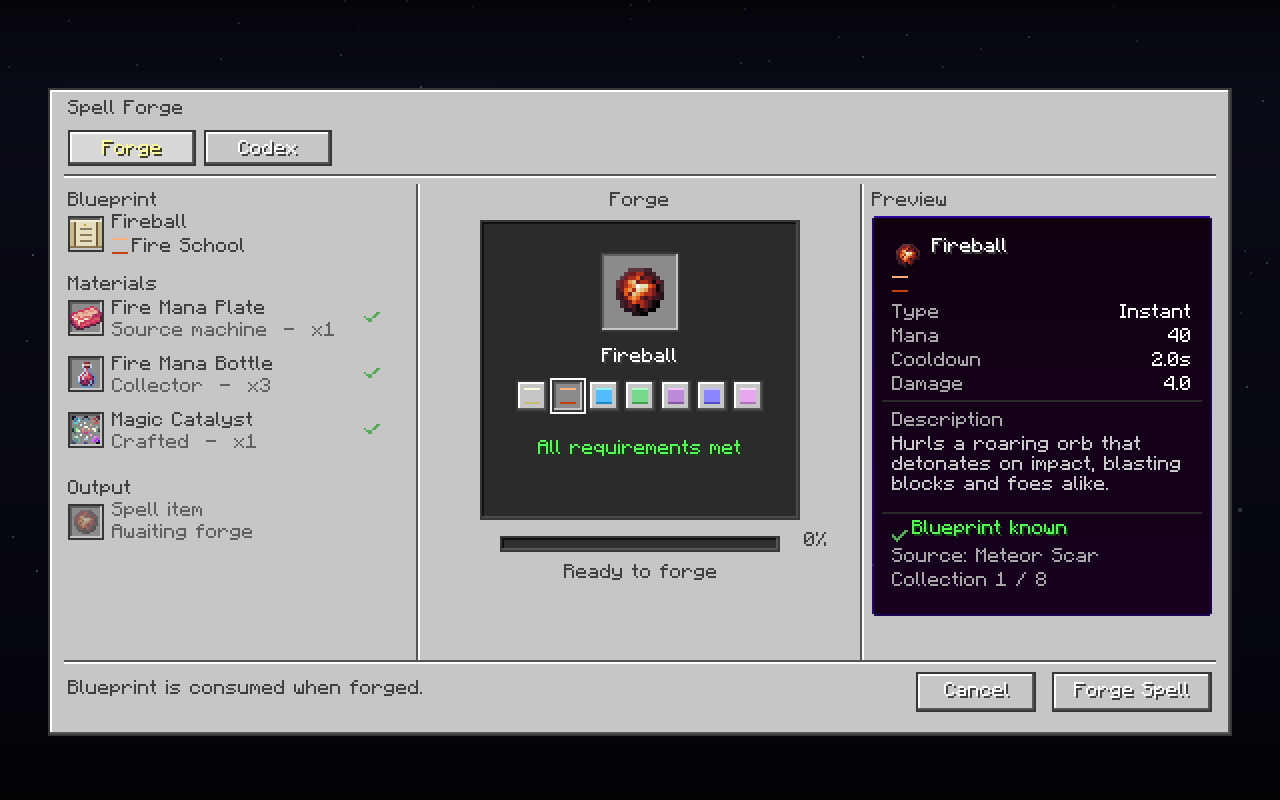 Spell Forge
Forge
Codex
Blueprint
Fireball
Fire School
Materials
Fire Mana Plate
Source machine - x1
Fire Mana Bottle
Collector - x3
Magic Catalyst
Crafted - x1
Output
Spell item
Awaiting forge
Forge
Fireball
All requirements met
0%
Ready to forge
Preview
Fireball
Type Instant
Mana 40
Cooldown 2.0s
Damage 4.0
Description
Hurls a roaring orb that
detonates on impact, blasting
blocks and foes alike.
Blueprint known
Source: Meteor Scar
Collection 1 / 8
Blueprint is consumed when forged.
Cancel
Forge Spell